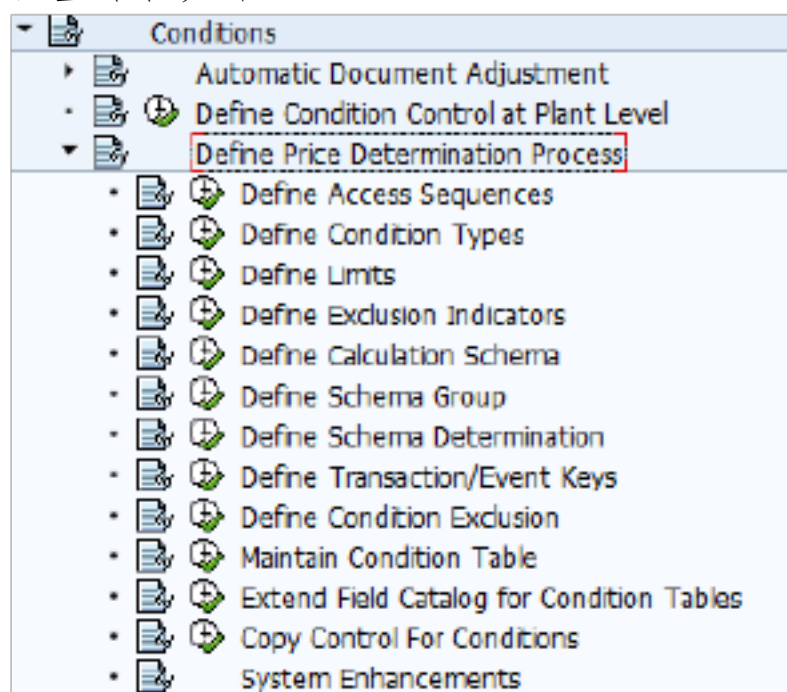 Conditions
Automatic Document Adjustment
Define Condition Control at Plant Level
Define Price Determination Process
Define Access Sequences
Define Condition Types
Define Limits
Define Exclusion Indicators
Define Calculation Schema
Define Schema Group
Define Schema Determination
Define Transaction/Event Keys
Define Condition Exclusion
Maintain Condition Table
Extend Field Catalog for Condition Tables
Copy Control For Conditions
System Enhancements